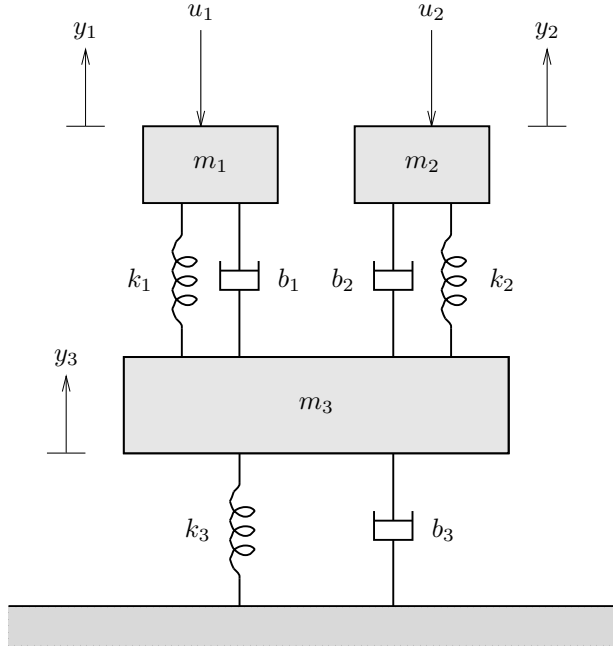 u₁ u₂
y₁ y₂
m₁ m₂
k₁ b₁ b₂ k₂
y₃
m₃
k₃ b₃